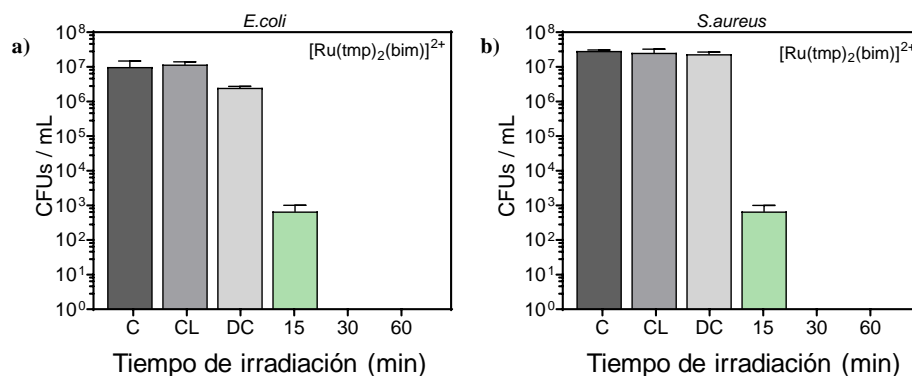 E.coli
a)
[Ru(tmp)₂(bim)]²⁺
10⁸
10⁷
10⁶
10⁵
10⁴
10³
10²
10¹
10⁰
CFUs / mL
C CL DC 15 30 60
Tiempo de irradiación (min)
S.aureus
b)
[Ru(tmp)₂(bim)]²⁺
10⁸
10⁷
10⁶
10⁵
10⁴
10³
10²
10¹
10⁰
CFUs / mL
C CL DC 15 30 60
Tiempo de irradiación (min)